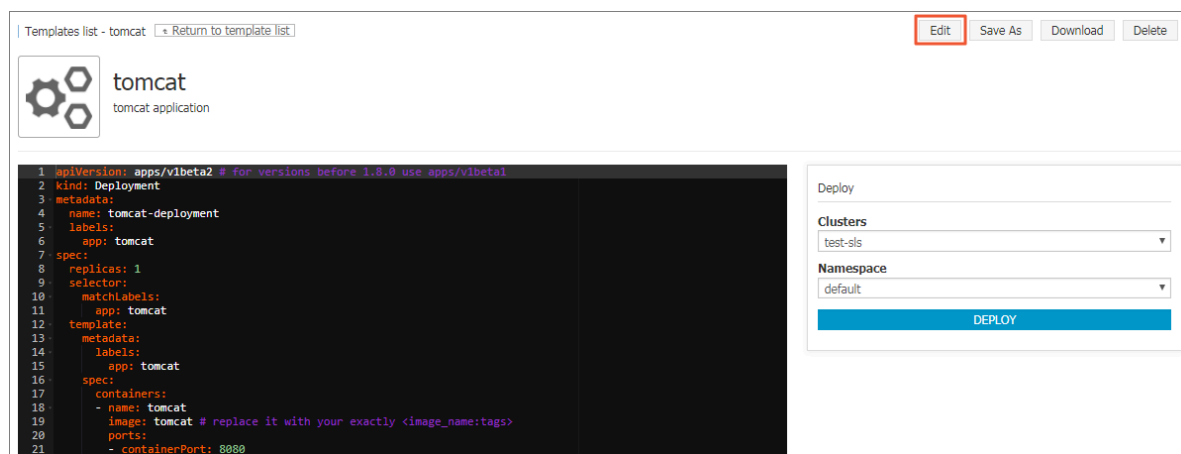 Templates list - tomcat Return to template list Edit Save As Download Delete
tomcat
tomcat application
1 apiVersion: apps/v1beta2 # for versions before 1.8.0 use apps/v1beta1
2 kind: Deployment
3 metadata:
4   name: tomcat-deployment
5   labels:
6     app: tomcat
7 spec:
8   replicas: 1
9   selector:
10     matchLabels:
11       app: tomcat
12   template:
13     metadata:
14       labels:
15         app: tomcat
16     spec:
17       containers:
18       - name: tomcat
19         image: tomcat # replace it with your exactly <image_name:tags>
20         ports:
21         - containerPort: 8080
Deploy
Clusters
test-sls
Namespace
default
DEPLOY